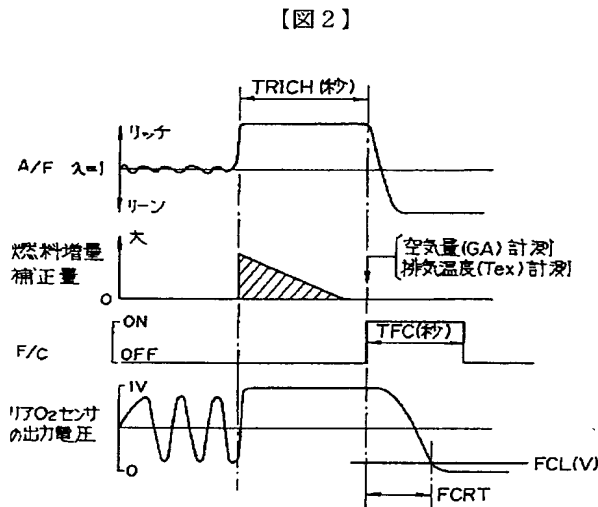 【図2】
TRICH(秒)
リッチ
A/F λ=1
リーン
燃料増量
補正量
大
0
空気量(GA)計測
排気温度(Tex)計測
F/C
ON
OFF
TFC(秒)
リアO2センサ
の出力電圧
1V
0
FCL(V)
FCRT